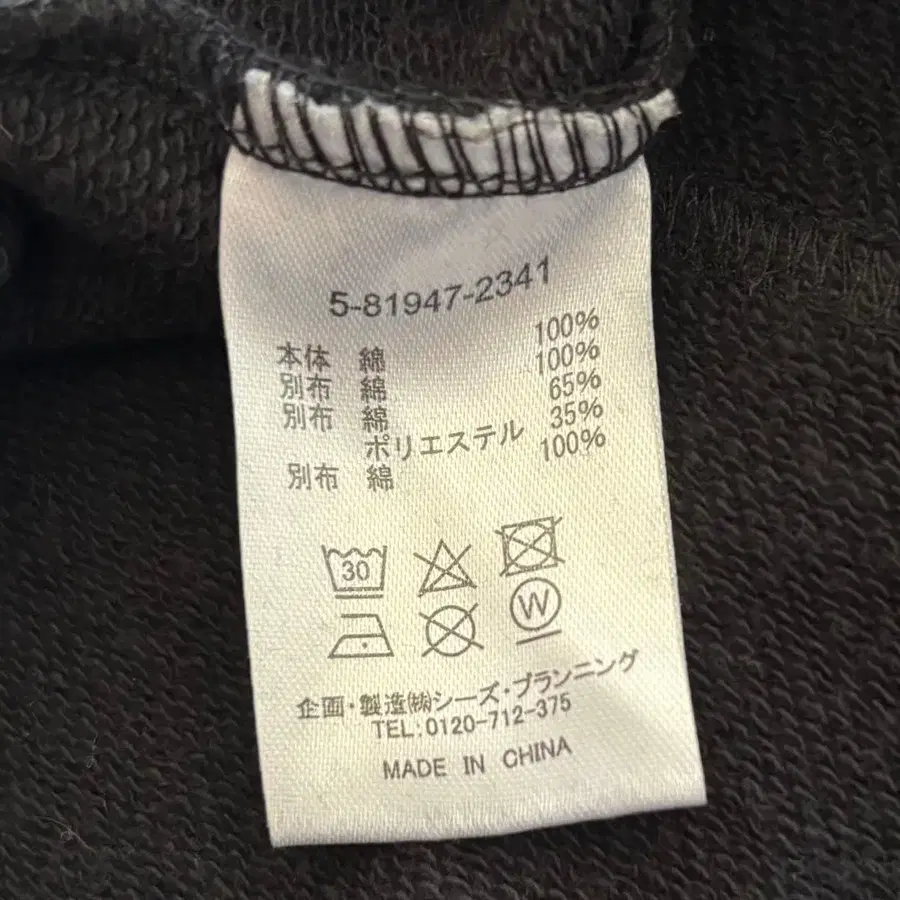 5-81947-2341
本体 綿 100%
別布 綿 100%
別布 綿 65%
ポリエステル 35%
別布 綿 100%
30
W
企画・製造㈱シーズ・プランニング
TEL:0120-712-375
MADE IN CHINA